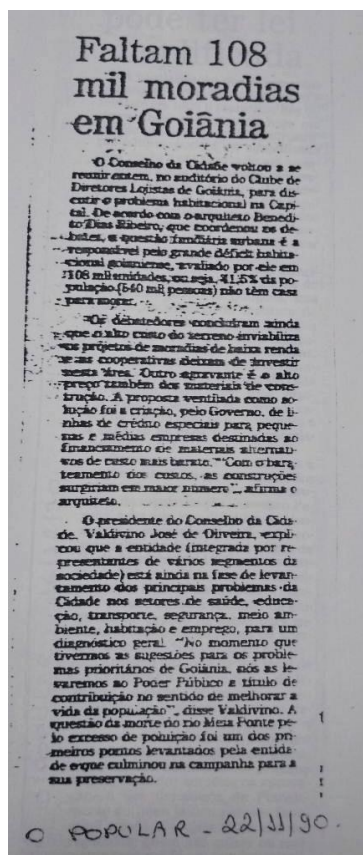 Faltam 108
mil moradias
em Goiânia
O Conselho da Cidade voltou a se
reunir ontem, no auditório do Clube de
Diretores Lojistas de Goiânia, para dis-
cutir o problema habitacional na Capi-
tal. De acordo com o arquiteto Benedi-
to Dias Ribeiro, que coordenou os de-
bates, a questão fundiária urbana é a
responsável pelo grande déficit habita-
cional goianiense, avaliado por ele em
108 mil unidades, ou seja, 41,5% da po-
pulação (540 mil pessoas) não têm casa
para morar.
Os debatedores concluíram ainda
que o alto custo do terreno inviabiliza
os projetos de moradias de baixa renda
e as cooperativas deixam de investir
nesta área. Outro agravante é o alto
preço também dos materiais de cons-
trução. A proposta ventilada como so-
lução foi a criação, pelo Governo, de li-
nhas de crédito especiais para peque-
nas e médias empresas destinadas ao
financiamento de materiais alternati-
vos de custo mais barato. "Com o bara-
teamento dos custos, as construções
surgiriam em maior número", afirma o
arquiteto.
O presidente do Conselho da Cida-
de, Valdivino José de Oliveira, expli-
cou que a entidade (integrada por re-
presentantes de vários segmentos da
sociedade) está ainda na fase de levan-
tamento dos principais problemas da
Cidade nos setores de saúde, educa-
ção, transporte, segurança, meio am-
biente, habitação e emprego, para um
diagnóstico geral. "No momento que
tivermos as sugestões para os proble-
mas prioritários de Goiânia, nós as le-
varemos ao Poder Público a título de
contribuição no sentido de melhorar a
vida da população", disse Valdivino. A
questão da morte do rio Meia Ponte pe-
lo excesso de poluição foi um dos pri-
meiros pontos levantados pela entida-
de e que culminou na campanha para a
sua preservação.
O POPULAR - 22/11/90.